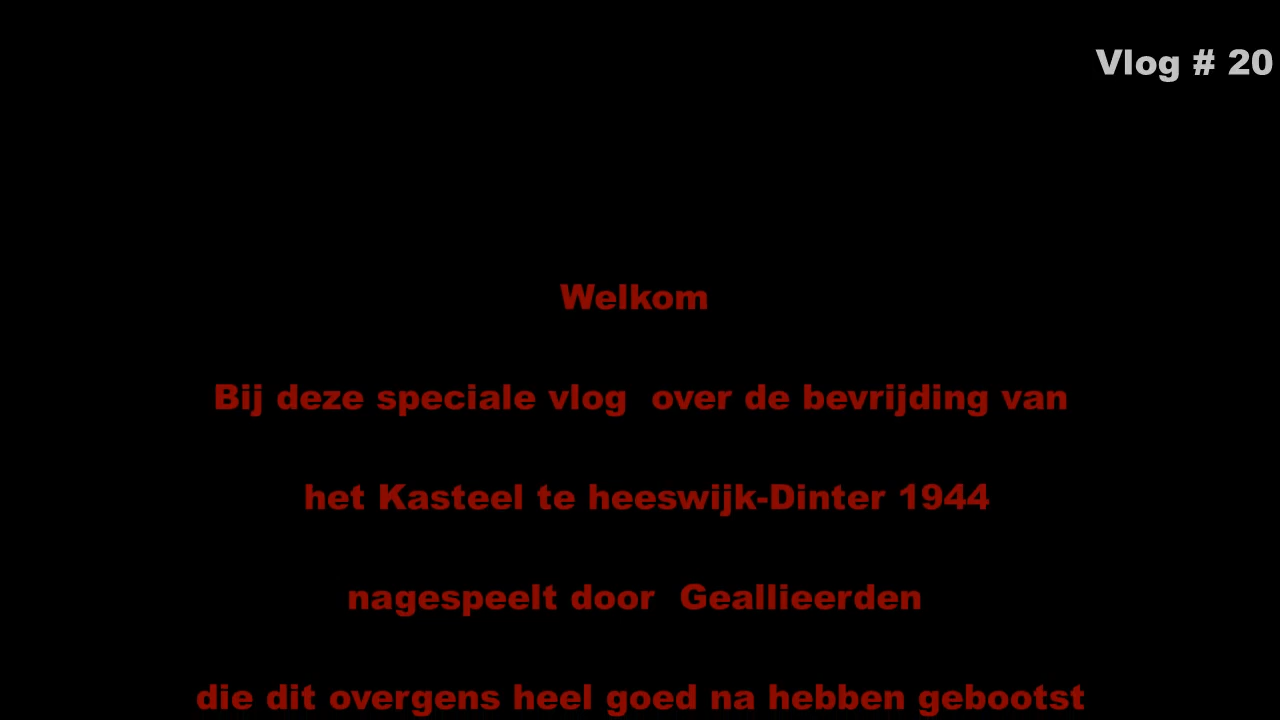 Vlog # 20
Welkom
Bij deze speciale vlog over de bevrijding van
het Kasteel te heeswijk-Dinter 1944
nagespeelt door Geallieerden
die dit overgens heel goed na hebben gebootst